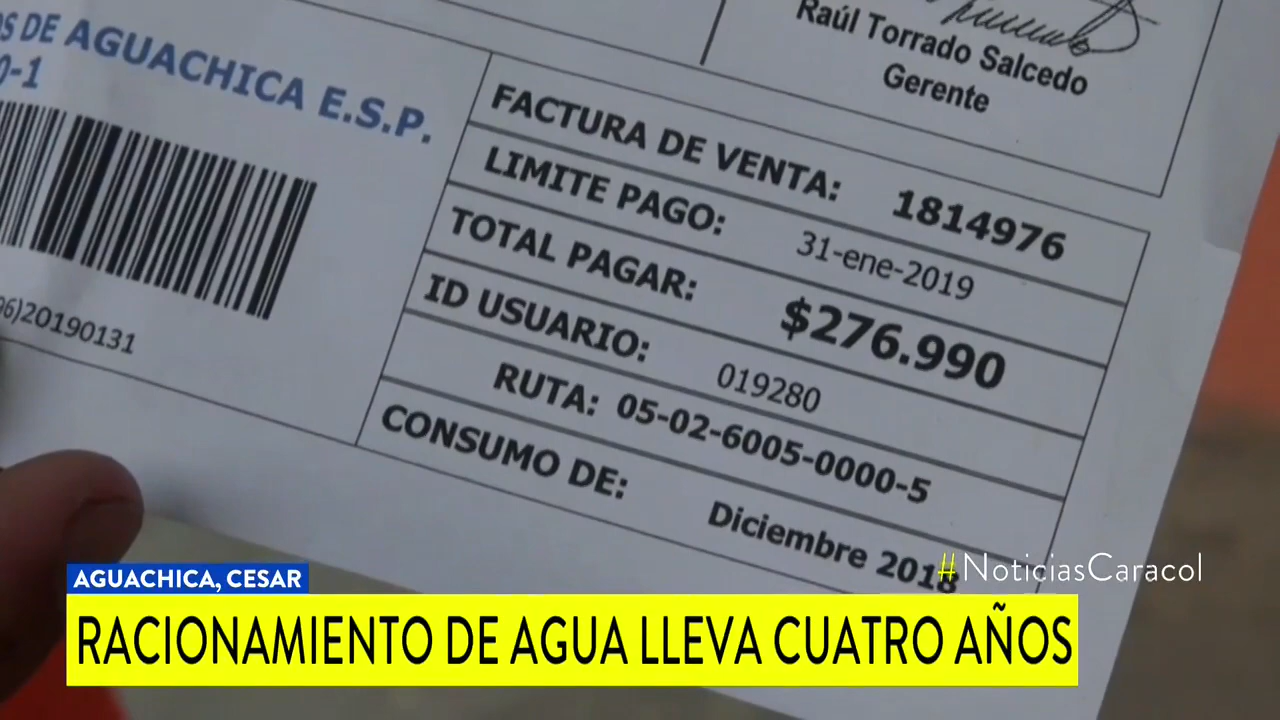 Raúl Torrado Salcedo
Gerente
OS DE AGUACHICA E.S.P.
0-1
96)20190131
FACTURA DE VENTA: 1814976
LIMITE PAGO: 31-ene-2019
TOTAL PAGAR: $276.990
ID USUARIO: 019280
RUTA: 05-02-6005-0000-5
CONSUMO DE: Diciembre 2018
#NoticiasCaracol
AGUACHICA, CESAR
RACIONAMIENTO DE AGUA LLEVA CUATRO AÑOS